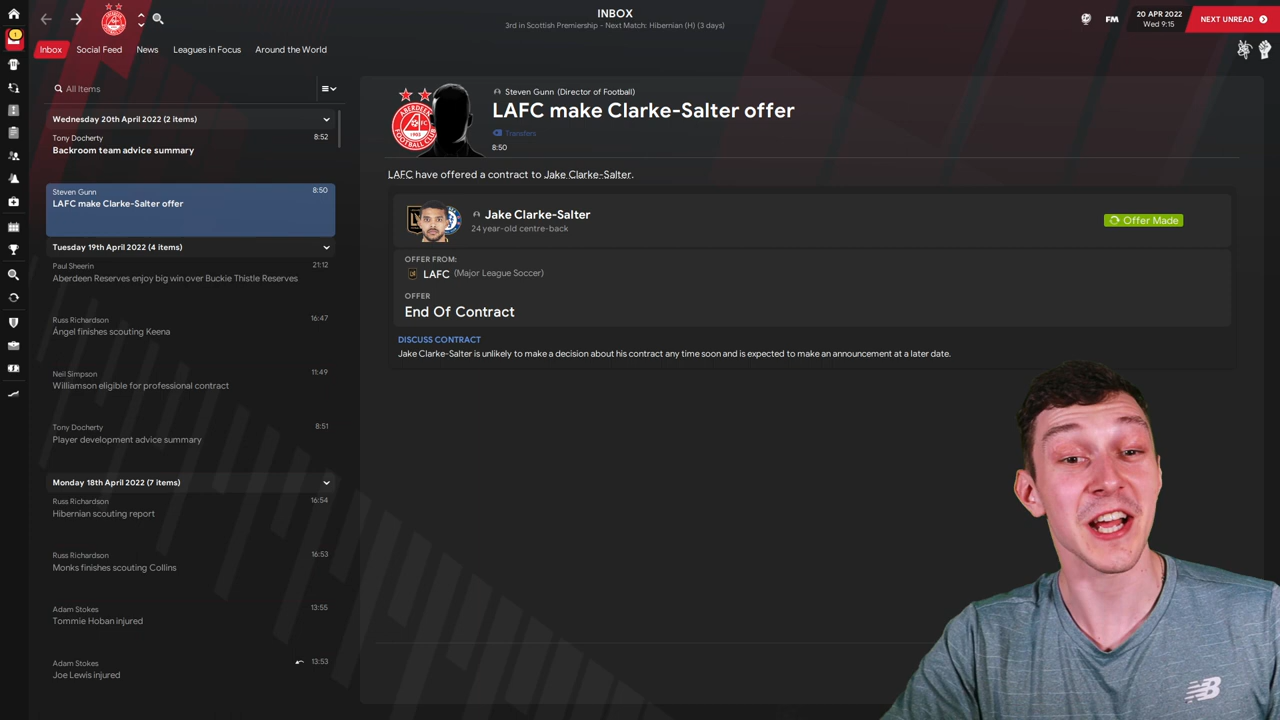 INBOX
3rd in Scottish Premiership - Next Match: Hibernian (H) (3 days)
FM
20 APR 2022
Wed 9:15
NEXT UNREAD
1
Inbox
Social Feed
News
Leagues in Focus
Around the World
All Items
Wednesday 20th April 2022 (2 items)
Tony Docherty
8:52
Backroom team advice summary
Steven Gunn
8:50
LAFC make Clarke-Salter offer
Tuesday 19th April 2022 (4 items)
Paul Sheerin
21:12
Aberdeen Reserves enjoy big win over Buckie Thistle Reserves
Russ Richardson
16:47
Ángel finishes scouting Keena
Neil Simpson
11:49
Williamson eligible for professional contract
Tony Docherty
8:51
Player development advice summary
Monday 18th April 2022 (7 items)
Russ Richardson
16:54
Hibernian scouting report
Russ Richardson
16:53
Monks finishes scouting Collins
Adam Stokes
13:55
Tommie Hoban injured
Adam Stokes
13:53
Joe Lewis injured
ABERDEEN
FOOTBALL CLUB
1903
Steven Gunn (Director of Football)
LAFC make Clarke-Salter offer
Transfers
8:50
LAFC have offered a contract to Jake Clarke-Salter.
Jake Clarke-Salter
24 year-old centre-back
Offer Made
OFFER FROM:
LAFC (Major League Soccer)
OFFER
End Of Contract
DISCUSS CONTRACT
Jake Clarke-Salter is unlikely to make a decision about his contract any time soon and is expected to make an announcement at a later date.